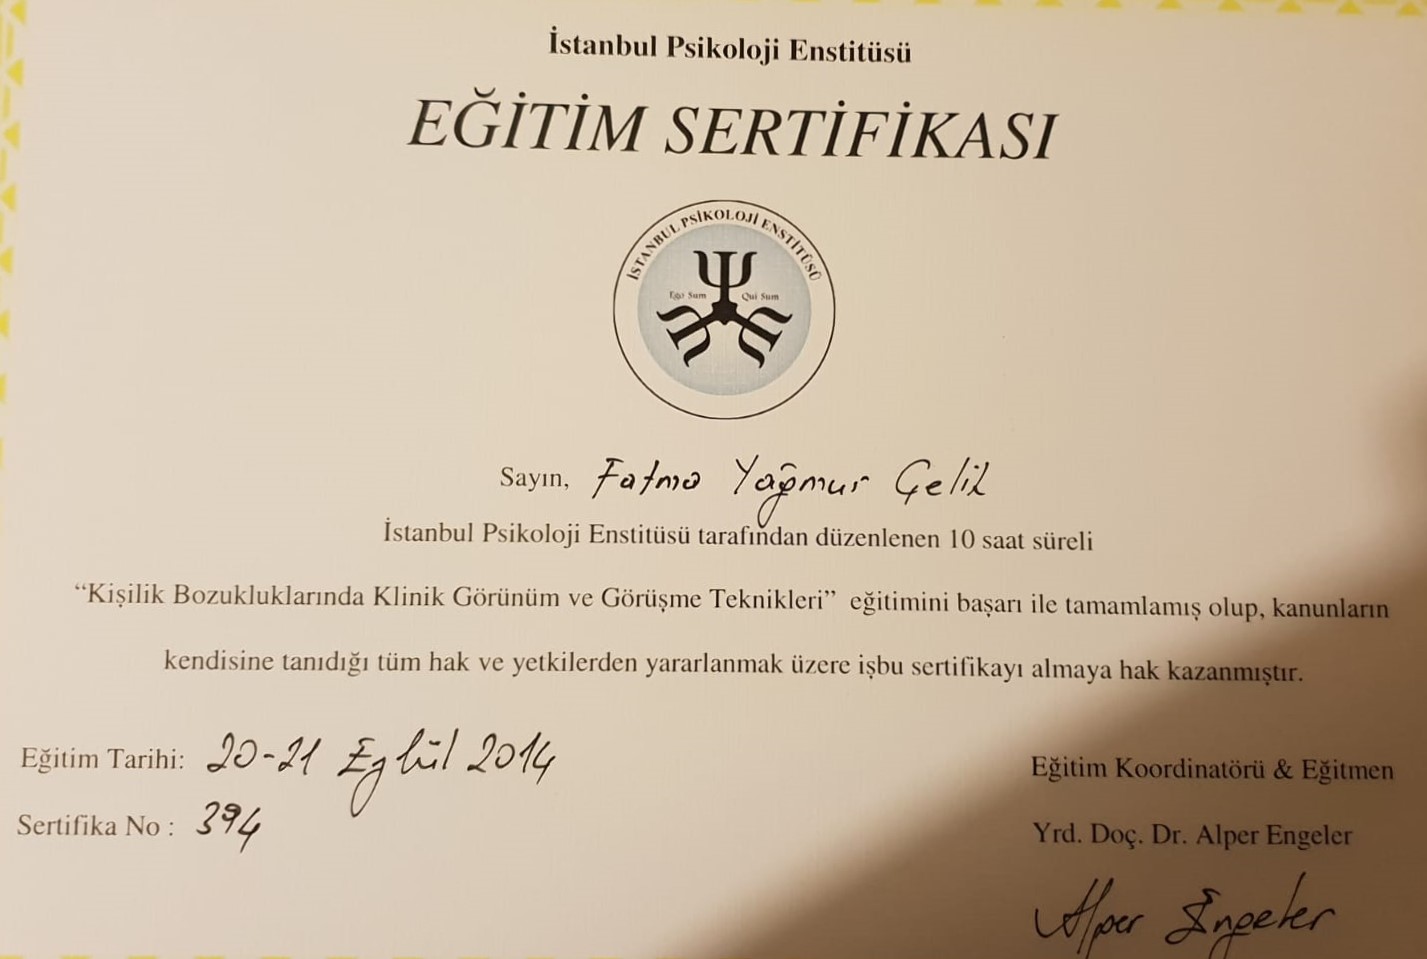 İstanbul Psikoloji Enstitüsü
EĞİTİM SERTİFİKASI
İSTANBUL PSİKOLOJİ ENSTİTÜSÜ
Ego Sum Qui Sum
Sayın, Fatma Yağmur Çelik
İstanbul Psikoloji Enstitüsü tarafından düzenlenen 10 saat süreli
“Kişilik Bozukluklarında Klinik Görünüm ve Görüşme Teknikleri” eğitimini başarı ile tamamlamış olup, kanunların
kendisine tanıdığı tüm hak ve yetkilerden yararlanmak üzere işbu sertifikayı almaya hak kazanmıştır.
Eğitim Tarihi: 20-21 Eylül 2014
Sertifika No : 394
Eğitim Koordinatörü & Eğitmen
Yrd. Doç. Dr. Alper Engeler
Alper Engeler